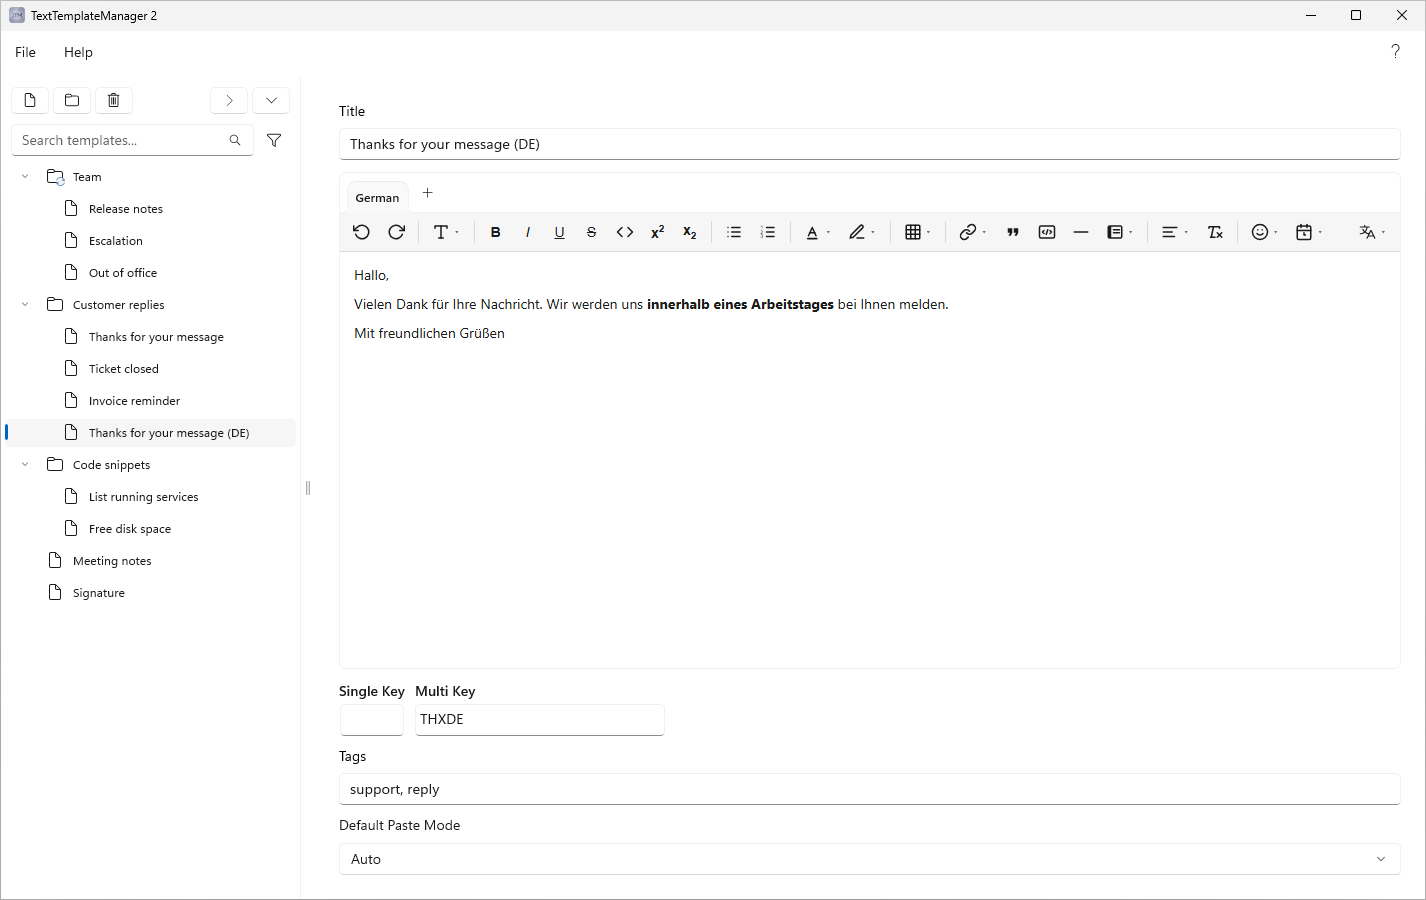 TextTemplateManager 2
File Help
?
Search templates...
Team
Release notes
Escalation
Out of office
Customer replies
Thanks for your message
Ticket closed
Invoice reminder
Thanks for your message (DE)
Code snippets
List running services
Free disk space
Meeting notes
Signature
Title
Thanks for your message (DE)
German +
T B I U S <> x² x₂ A
Hallo,
Vielen Dank für Ihre Nachricht. Wir werden uns innerhalb eines Arbeitstages bei Ihnen melden.
Mit freundlichen Grüßen
Single Key Multi Key
THXDE
Tags
support, reply
Default Paste Mode
Auto